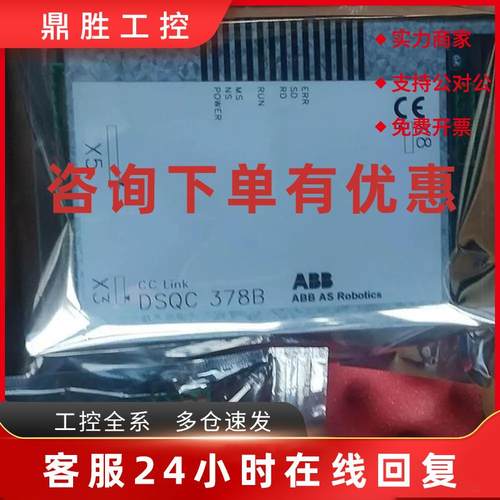 鼎胜工控
实力商家
支持公对公
免费开票
POWER
NS
MS
RUN
RD
SD
ERR
CE
8
X5
咨询下单有优惠
X3
CC Link
DSQC 378B
ABB
ABB AS Robotics
工控全系 多仓速发
客服24小时在线回复